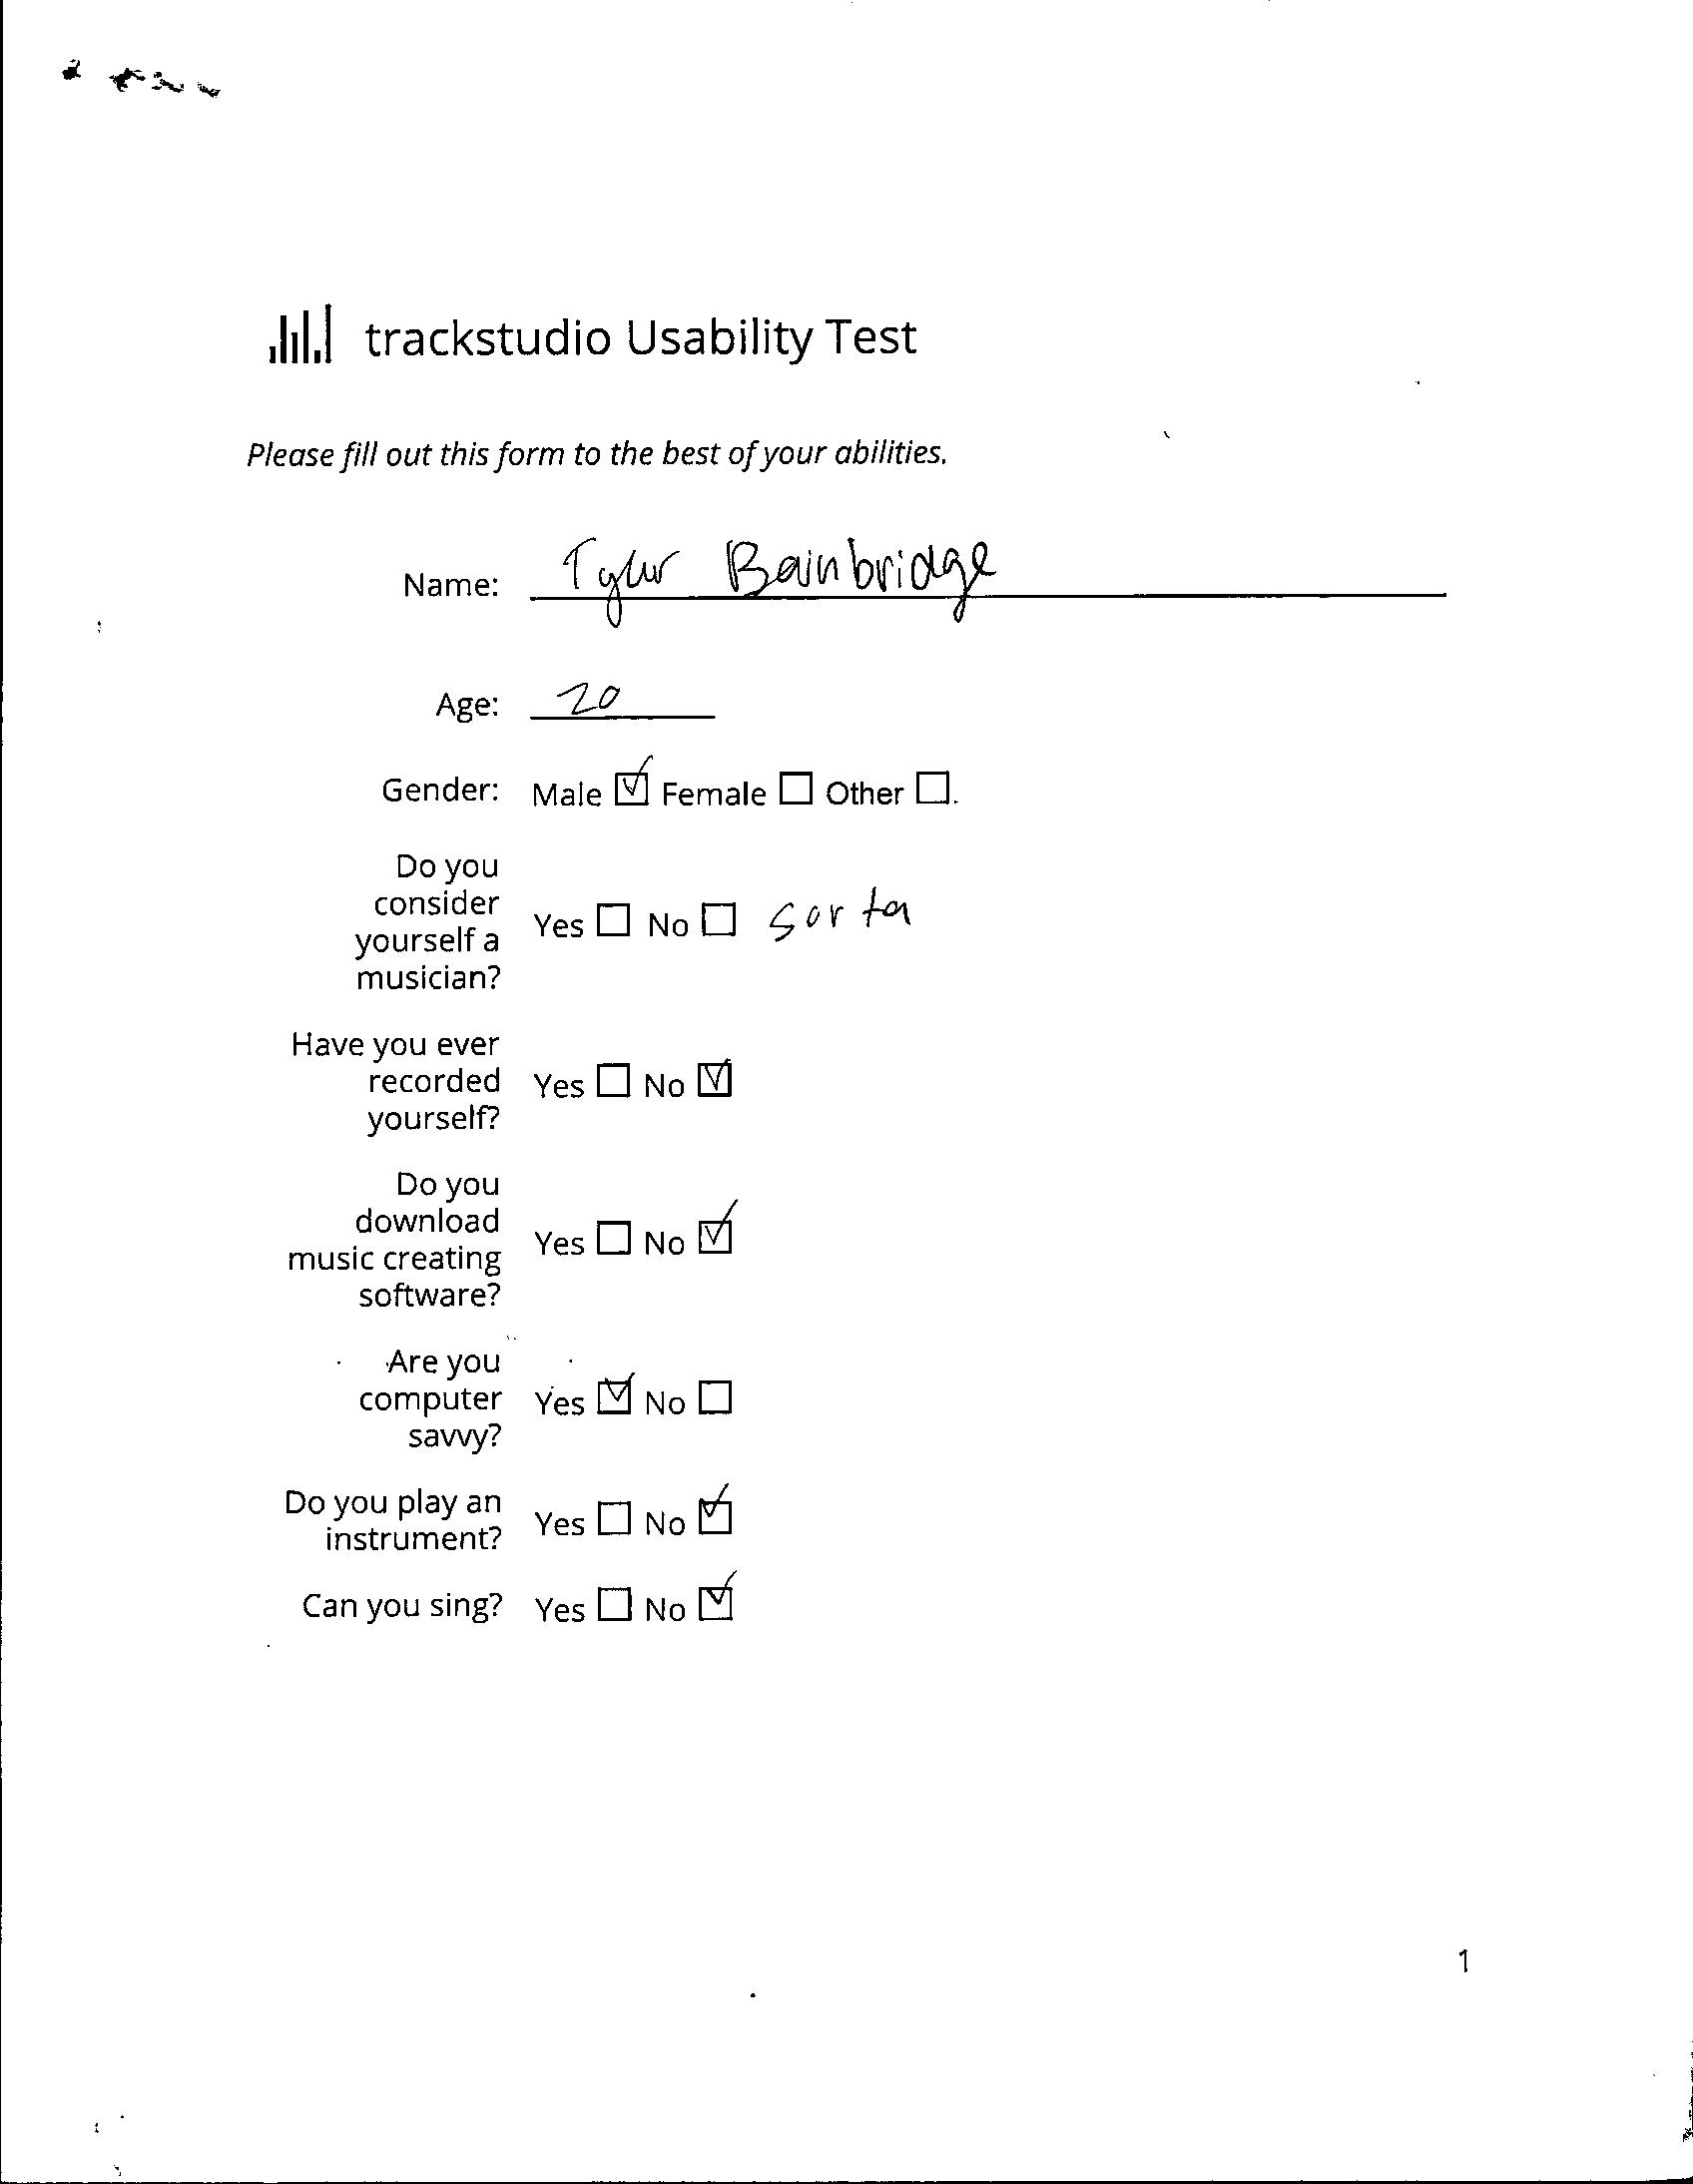 trackstudio Usability Test
Please fill out this form to the best of your abilities.
Name: Tyler Bainbridge
Age: 20
Gender: Male ☑ Female ☐ Other ☐.
Do you
consider
yourself a
musician?
Yes ☐ No ☐ sorta
Have you ever
recorded
yourself?
Yes ☐ No ☑
Do you
download
music creating
software?
Yes ☐ No ☑
Are you
computer
savvy?
Yes ☑ No ☐
Do you play an
instrument?
Yes ☐ No ☑
Can you sing? Yes ☐ No ☑
1